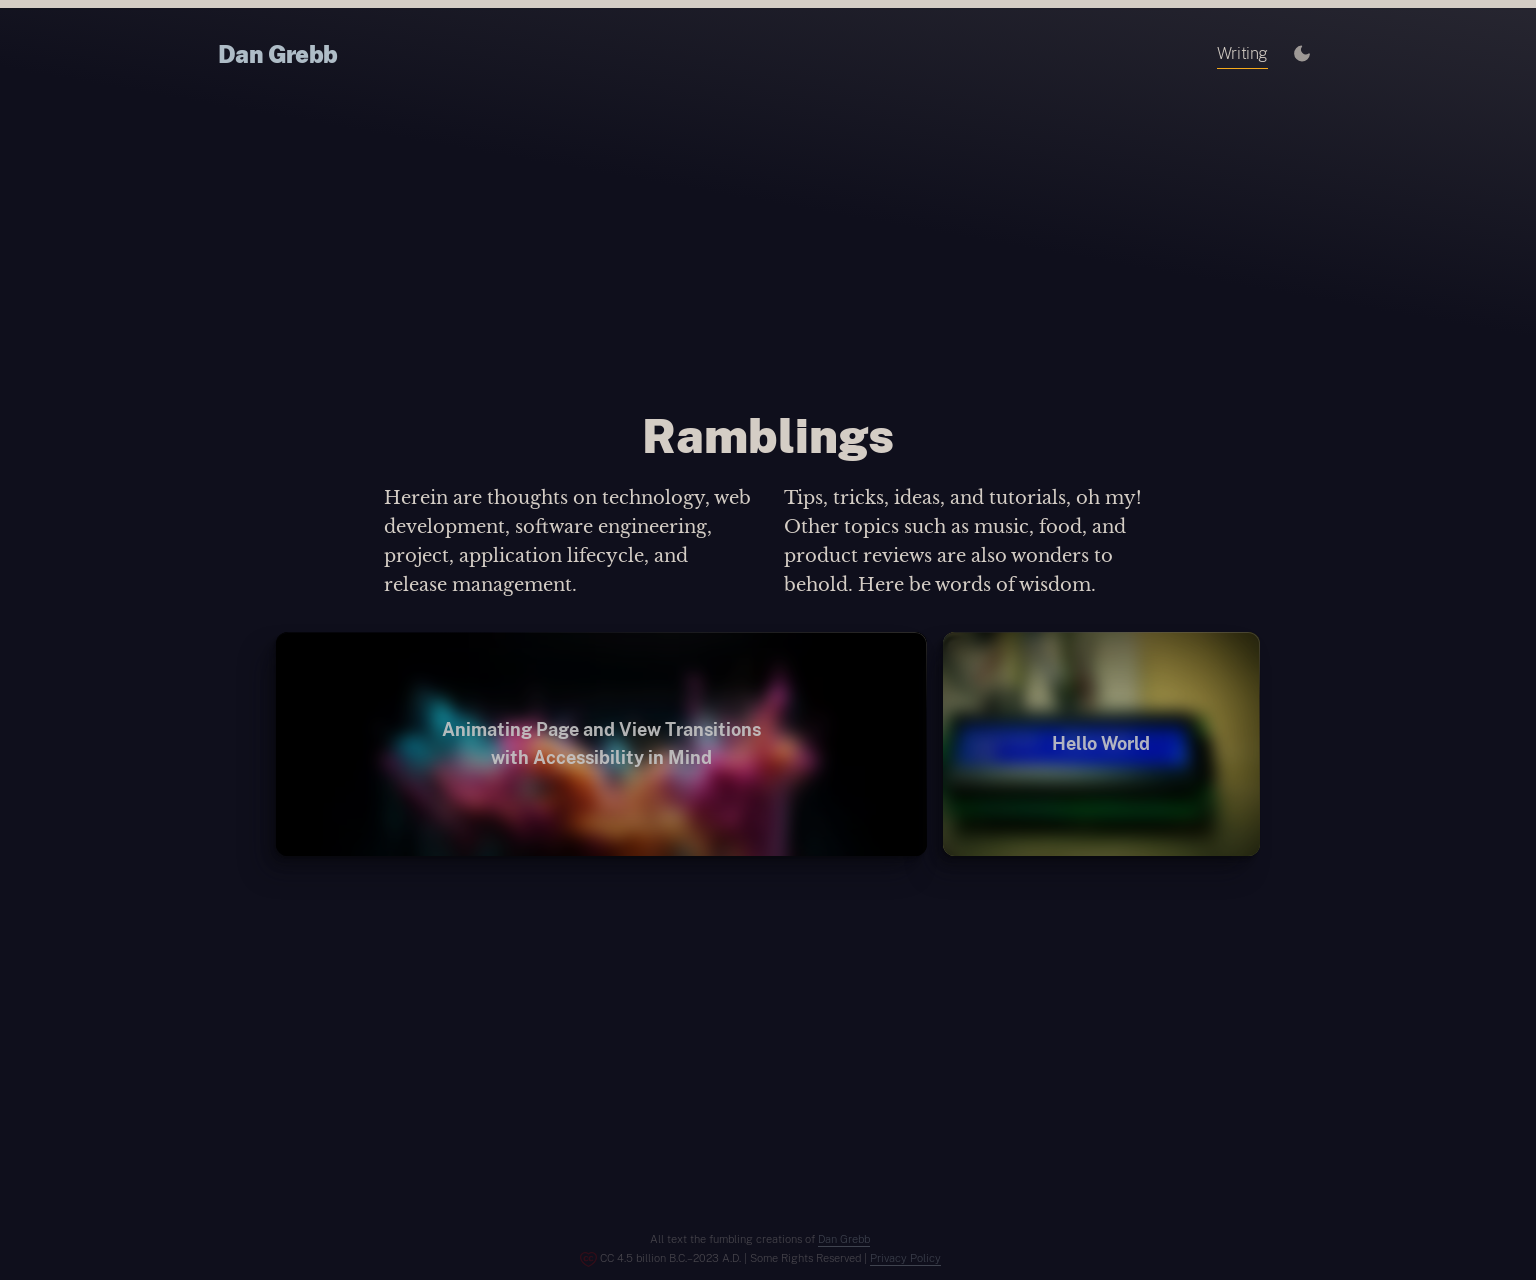 Dan Grebb
Writing
Ramblings
Herein are thoughts on technology, web
development, software engineering,
project, application lifecycle, and
release management.
Tips, tricks, ideas, and tutorials, oh my!
Other topics such as music, food, and
product reviews are also wonders to
behold. Here be words of wisdom.
Animating Page and View Transitions
with Accessibility in Mind
Hello World
All text the fumbling creations of Dan Grebb
CC 4.5 billion B.C.–2023 A.D. | Some Rights Reserved | Privacy Policy